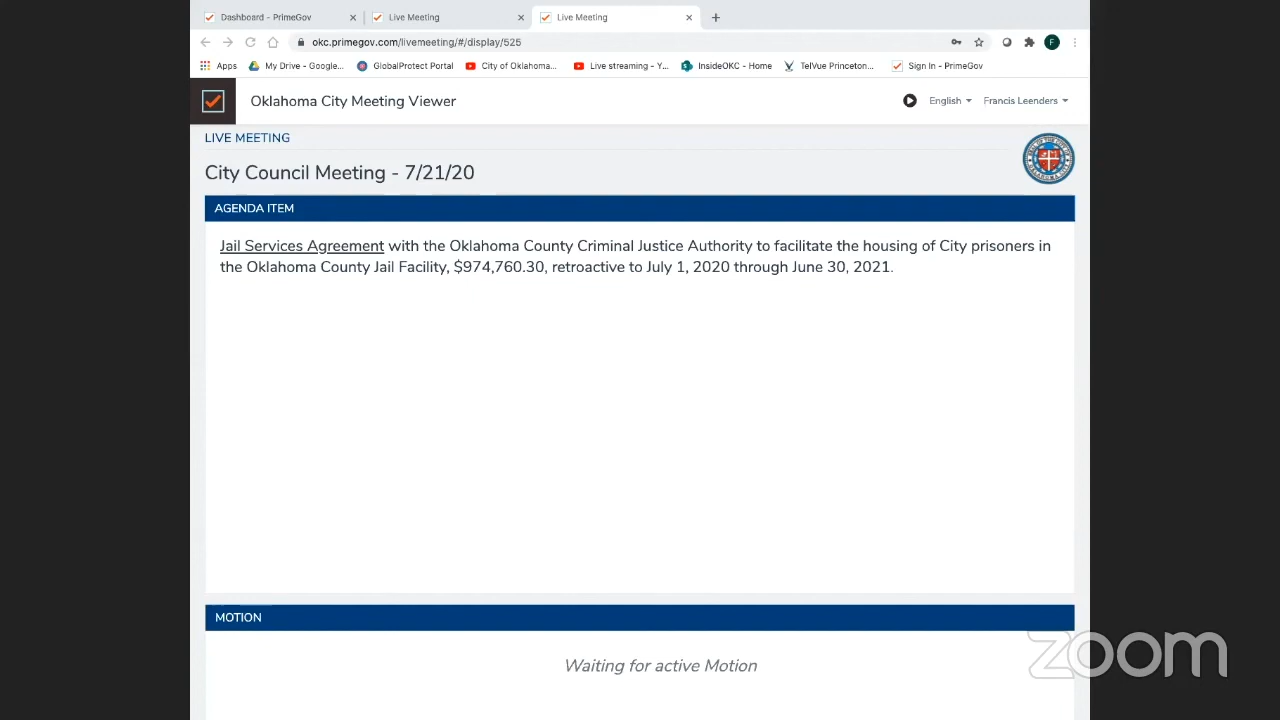 Dashboard - PrimeGov
Live Meeting
Live Meeting
okc.primegov.com/livemeeting/#/display/525
F
Apps
My Drive - Google...
GlobalProtect Portal
City of Oklahoma...
Live streaming - Y...
InsideOKC - Home
TelVue Princeton...
Sign In - PrimeGov
Oklahoma City Meeting Viewer
English
Francis Leenders
LIVE MEETING
City Council Meeting - 7/21/20
AGENDA ITEM
Jail Services Agreement with the Oklahoma County Criminal Justice Authority to facilitate the housing of City prisoners in
the Oklahoma County Jail Facility, $974,760.30, retroactive to July 1, 2020 through June 30, 2021.
MOTION
Waiting for active Motion
zoom